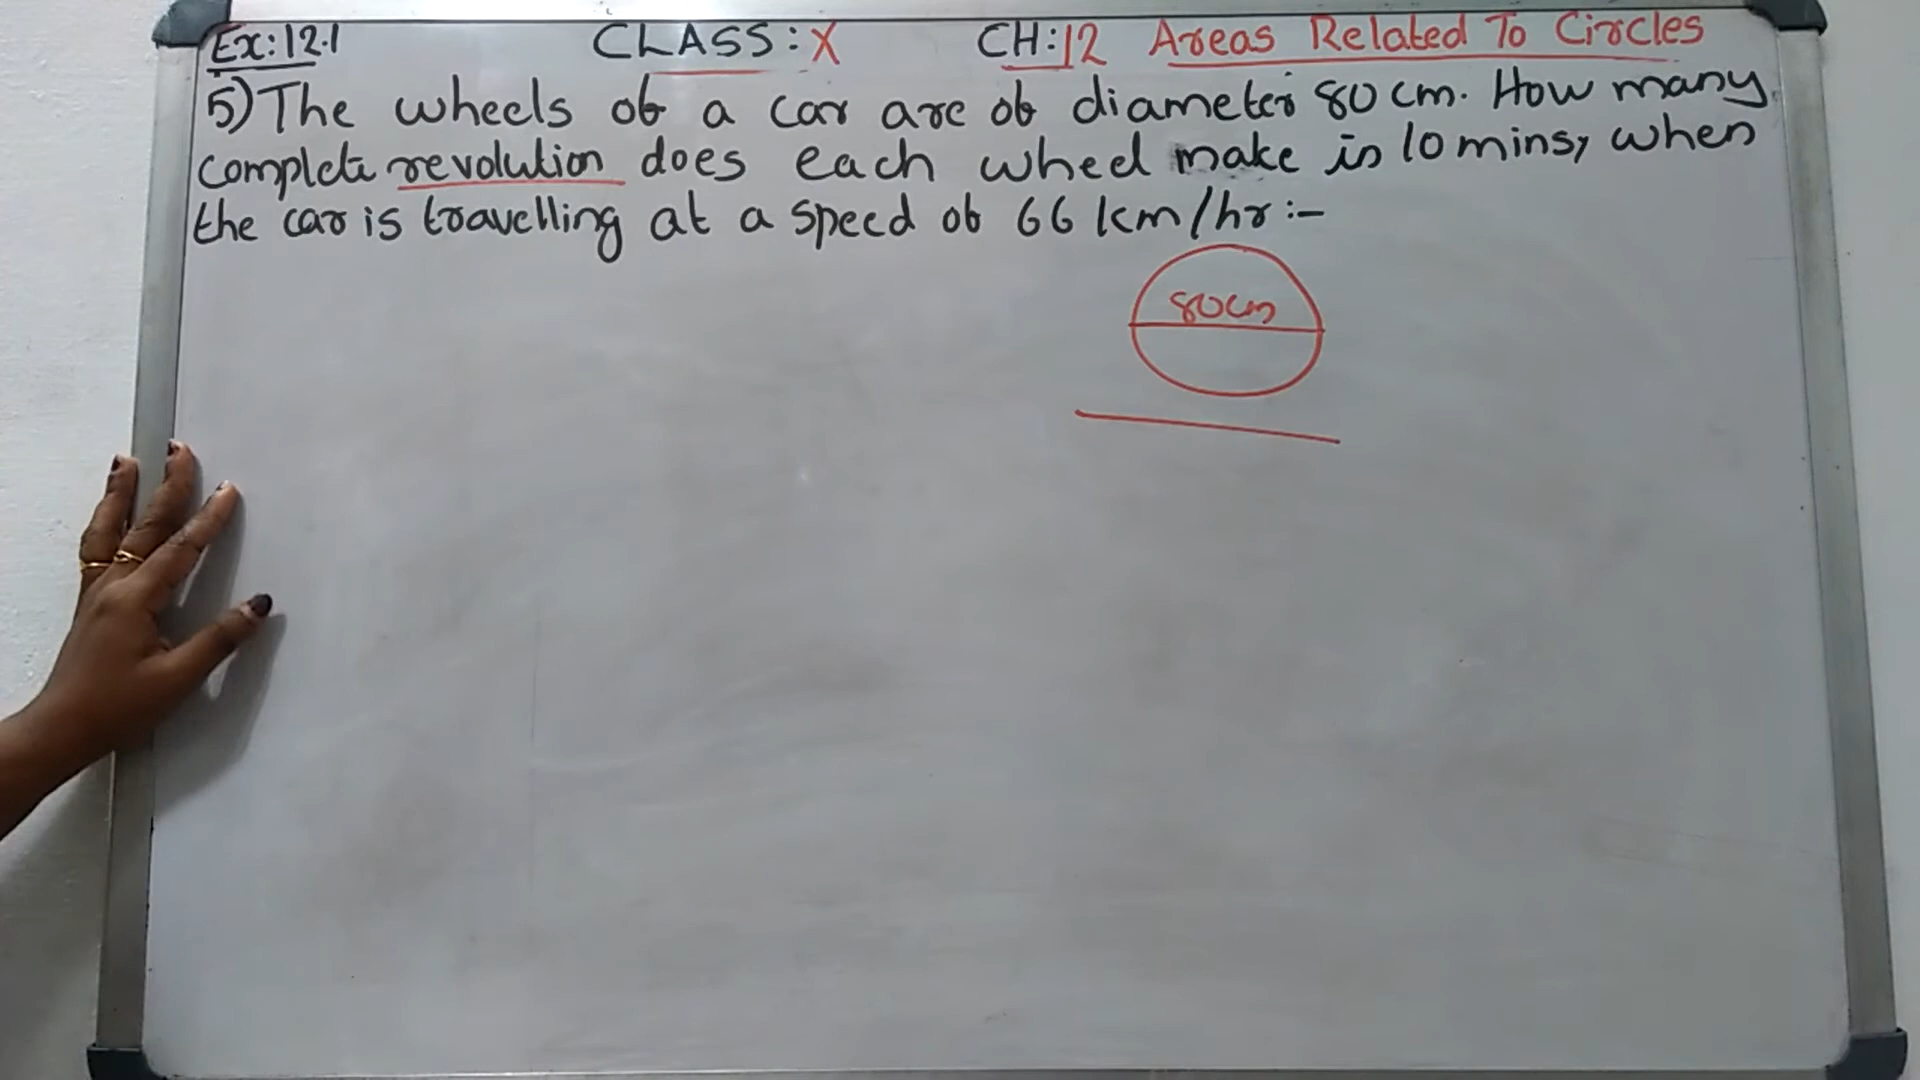 Ex:12.1 CLASS:X CH:12 Areas Related To Circles
5) The wheels of a car are of diameter 80 cm. How many
complete revolution does each wheel make in 10 mins, when
the car is travelling at a speed of 66 km/hr :-
80cm